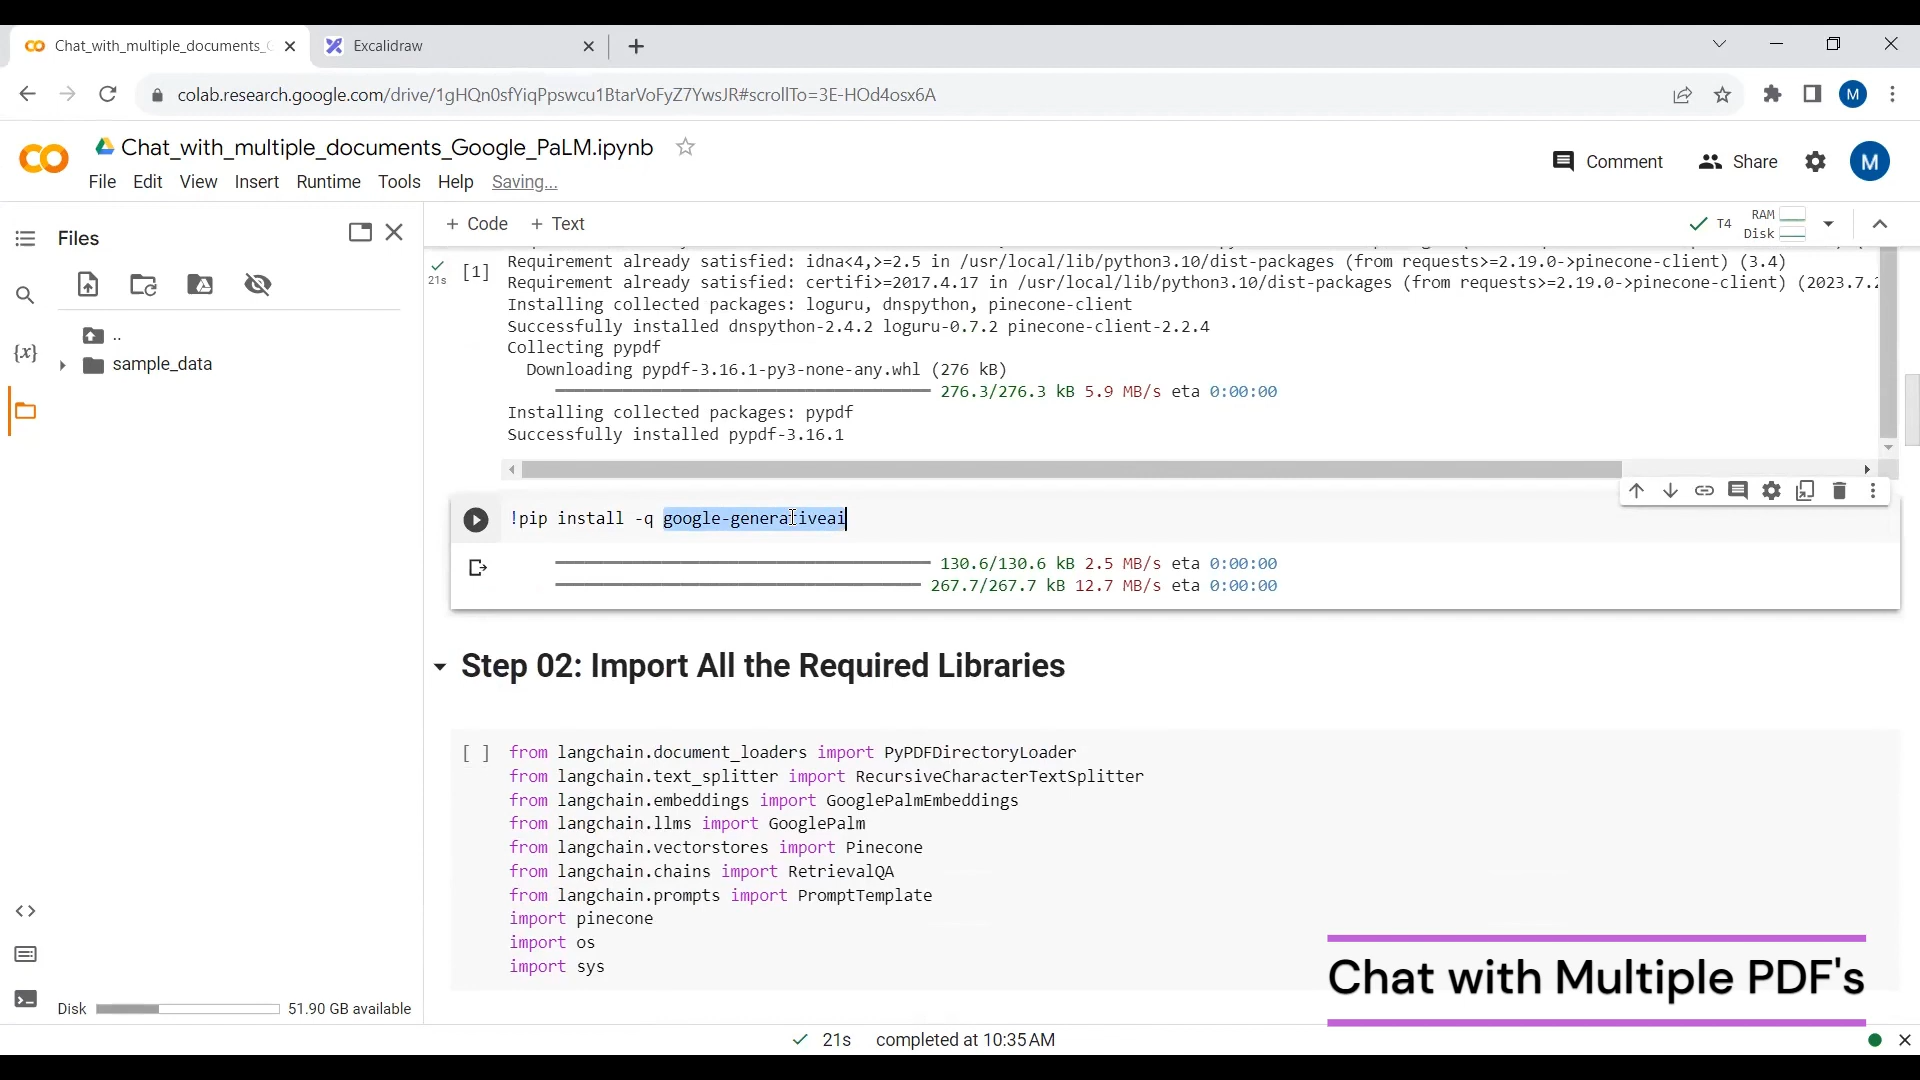 Chat_with_multiple_documents_G
Excalidraw
colab.research.google.com/drive/1gHQn0sfYiqPpswcu1BtarVoFyZ7YwsJR#scrollTo=3E-HOd4osx6A
M
Chat_with_multiple_documents_Google_PaLM.ipynb
Comment
Share
M
File Edit View Insert Runtime Tools Help Saving...
Files
+ Code + Text
T4
RAM
Disk
..
sample_data
{x}
21s
[1]
Requirement already satisfied: idna<4,>=2.5 in /usr/local/lib/python3.10/dist-packages (from requests>=2.19.0->pinecone-client) (3.4)
Requirement already satisfied: certifi>=2017.4.17 in /usr/local/lib/python3.10/dist-packages (from requests>=2.19.0->pinecone-client) (2023.7.2
Installing collected packages: loguru, dnspython, pinecone-client
Successfully installed dnspython-2.4.2 loguru-0.7.2 pinecone-client-2.2.4
Collecting pypdf
Downloading pypdf-3.16.1-py3-none-any.whl (276 kB)
276.3/276.3 kB 5.9 MB/s eta 0:00:00
Installing collected packages: pypdf
Successfully installed pypdf-3.16.1
!pip install -q google-generativeai
130.6/130.6 kB 2.5 MB/s eta 0:00:00
267.7/267.7 kB 12.7 MB/s eta 0:00:00
Step 02: Import All the Required Libraries
[ ]
from langchain.document_loaders import PyPDFDirectoryLoader
from langchain.text_splitter import RecursiveCharacterTextSplitter
from langchain.embeddings import GooglePalmEmbeddings
from langchain.llms import GooglePalm
from langchain.vectorstores import Pinecone
from langchain.chains import RetrievalQA
from langchain.prompts import PromptTemplate
import pinecone
import os
import sys
Chat with Multiple PDF's
Disk
51.90 GB available
21s completed at 10:35 AM